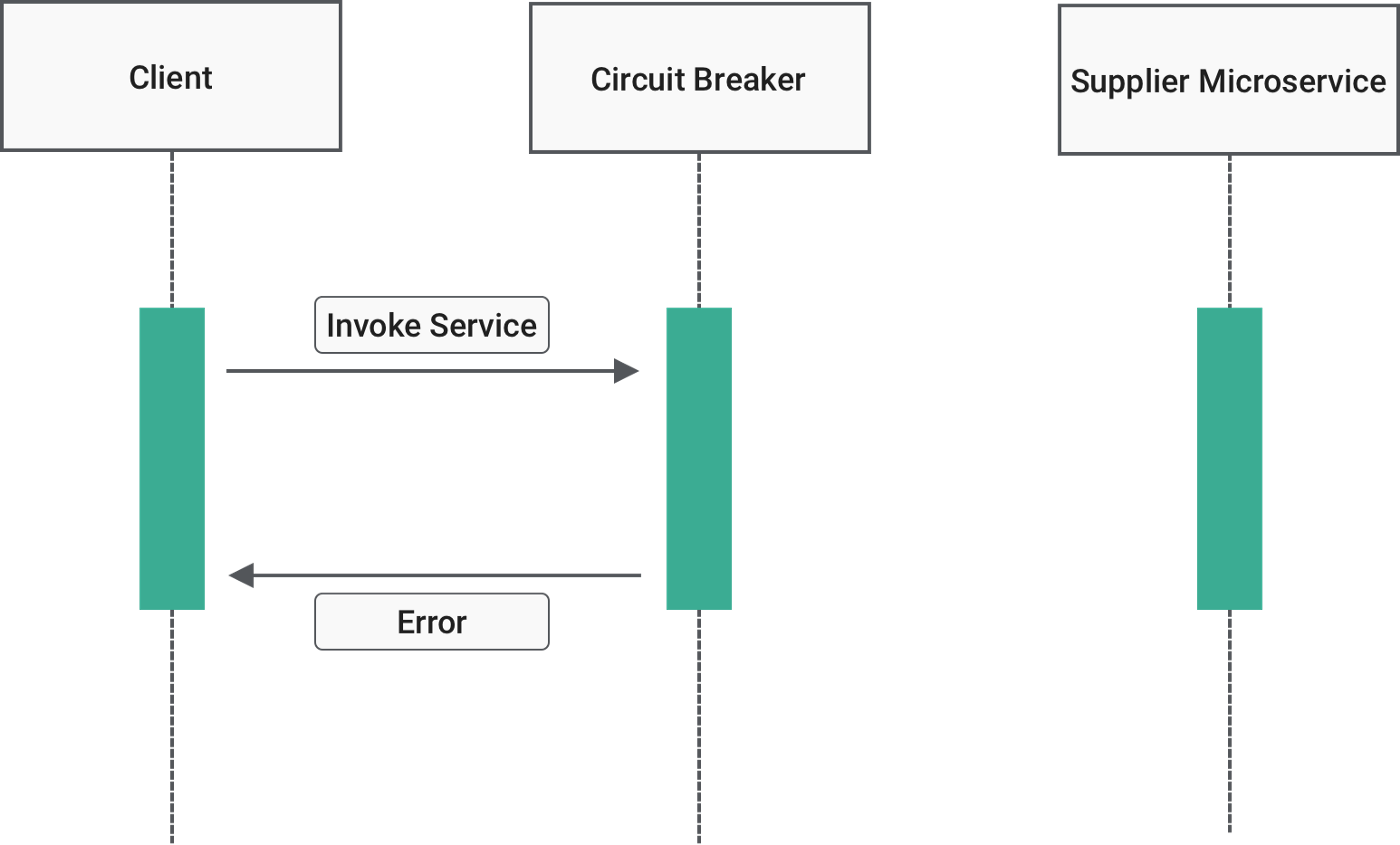 Client
Circuit Breaker
Supplier Microservice
Invoke Service
Error